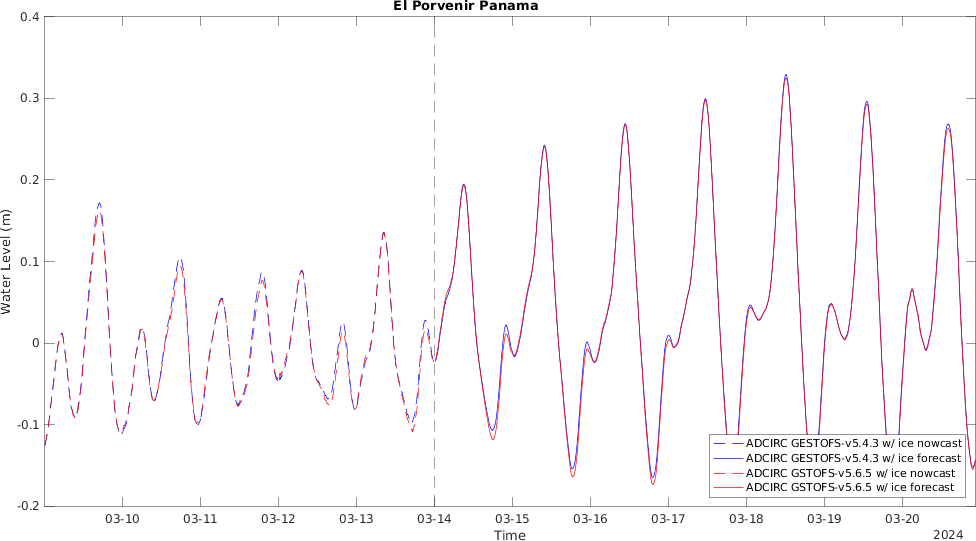 El Porvenir Panama
0.4
0.3
0.2
0.1
0
-0.1
-0.2
Water Level (m)
ADCIRC GESTOFS-v5.4.3 w/ ice nowcast
ADCIRC GESTOFS-v5.4.3 w/ ice forecast
ADCIRC GSTOFS-v5.6.5 w/ ice nowcast
ADCIRC GSTOFS-v5.6.5 w/ ice forecast
03-10 03-11 03-12 03-13 03-14 03-15 03-16 03-17 03-18 03-19 03-20
Time
2024